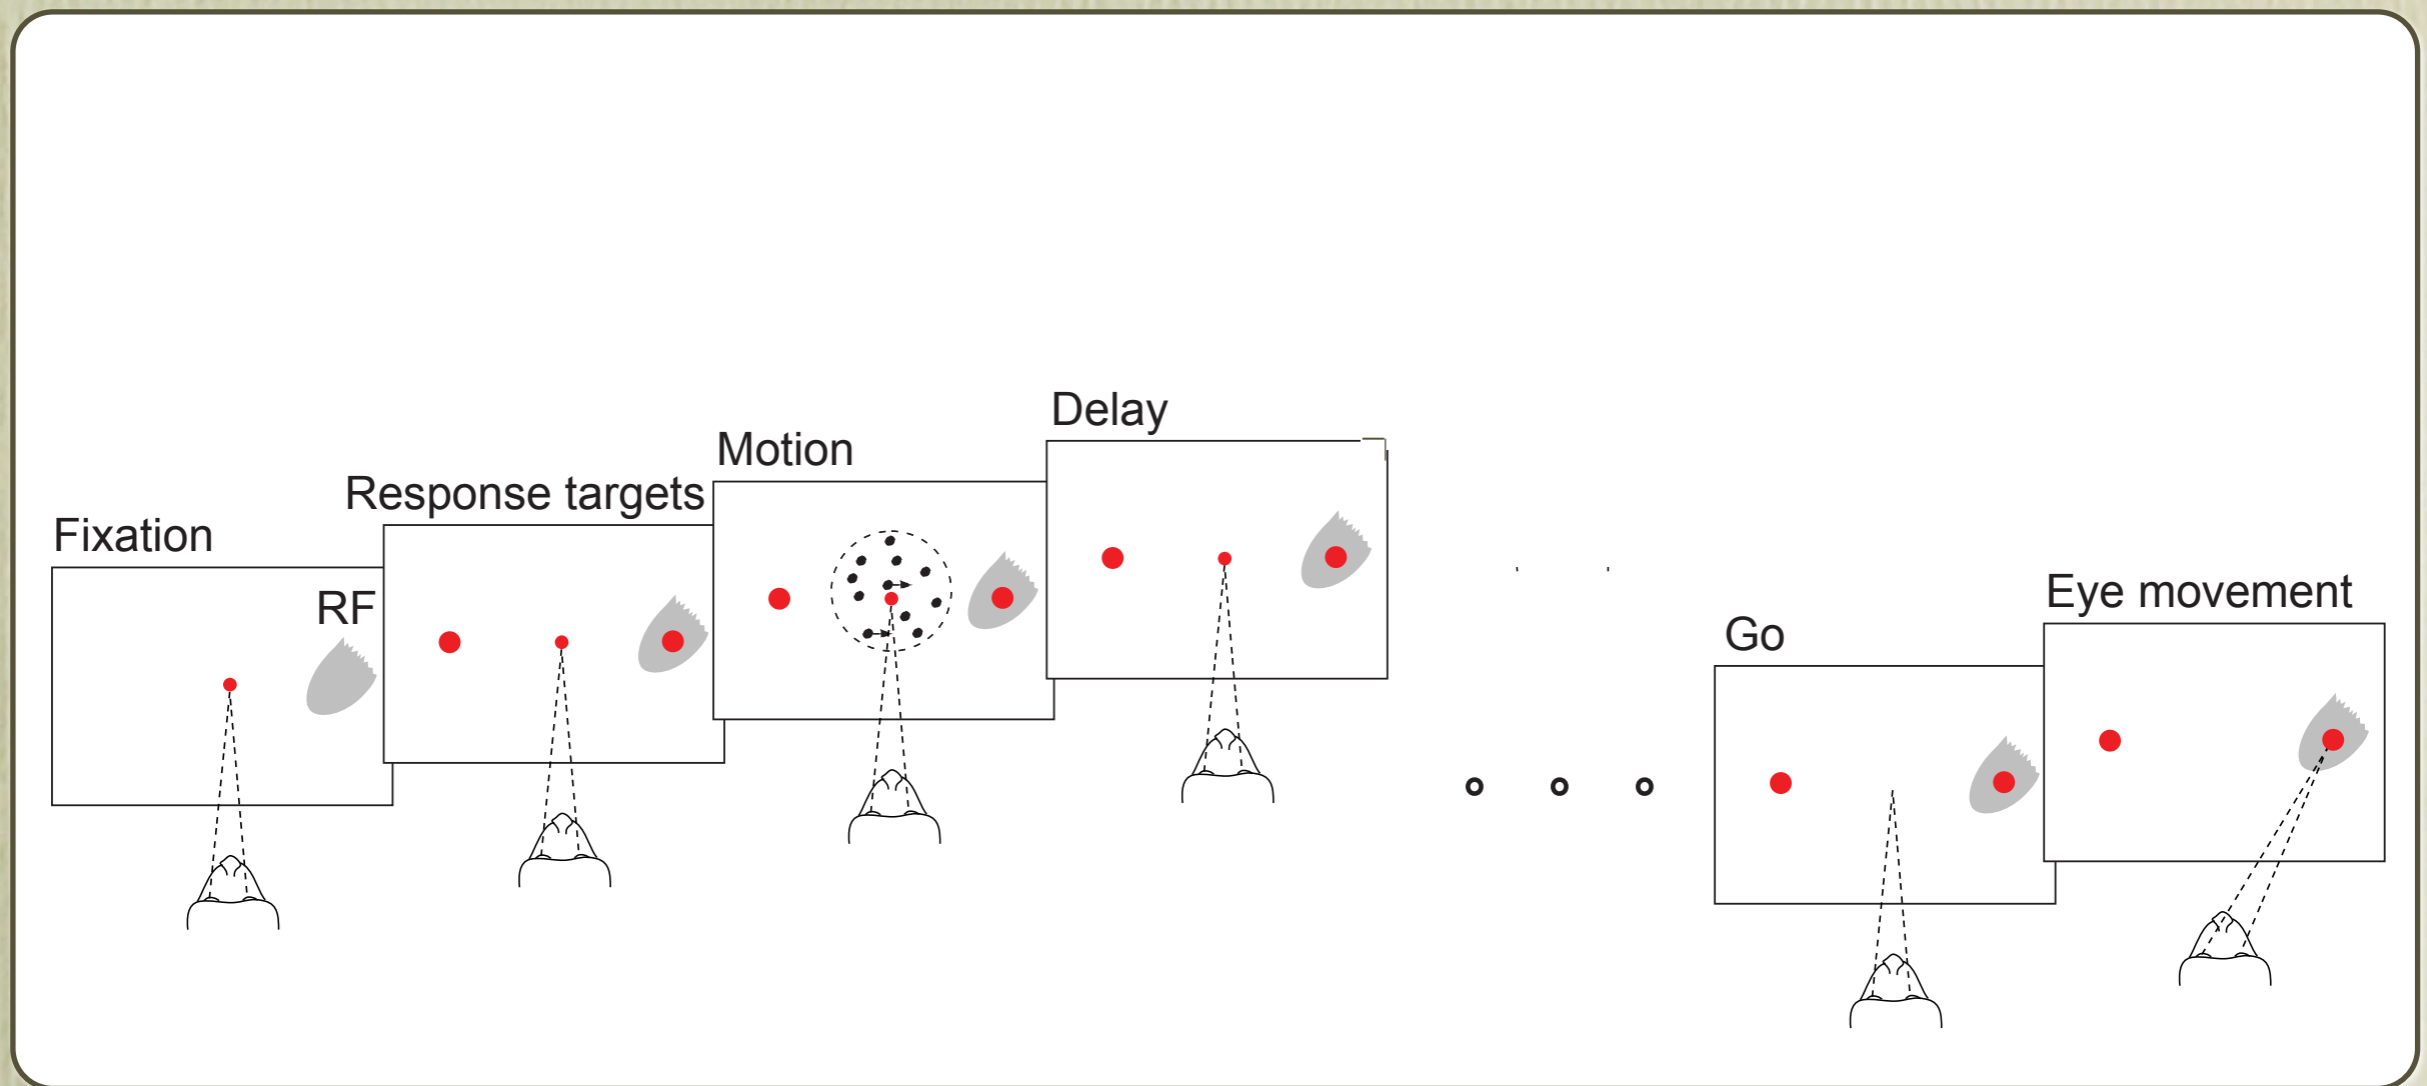 Fixation
RF
Response targets
Motion
Delay
Go
Eye movement